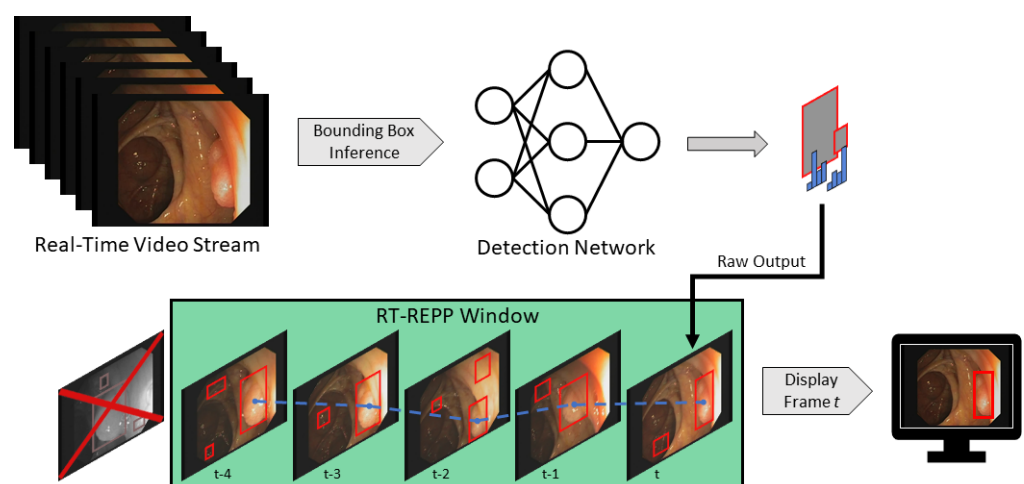 Bounding Box
Inference
Real-Time Video Stream
Detection Network
Raw Output
RT-REPP Window
t-4
t-3
t-2
t-1
t
Display
Frame t